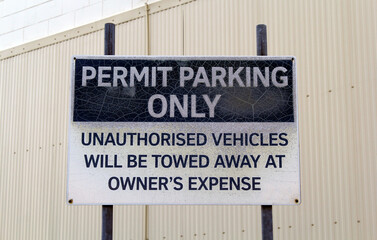 PERMIT PARKING
ONLY
UNAUTHORISED VEHICLES
WILL BE TOWED AWAY AT
OWNER'S EXPENSE